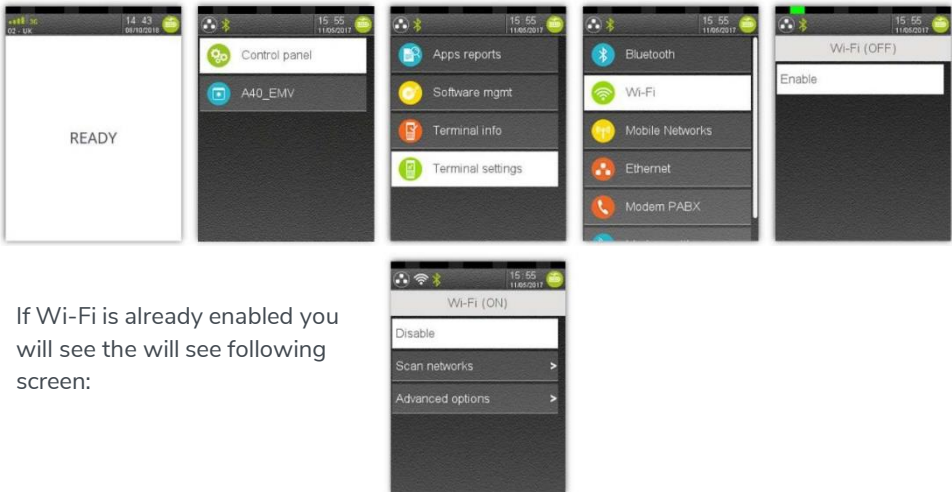 3G
14 43
02 - UK
06/10/2018
READY
15 55
11/05/2017
Control panel
A40_EMV
15 55
11/05/2017
Apps reports
Software mgmt
Terminal info
Terminal settings
15 55
11/05/2017
Bluetooth
Wi-Fi
Mobile Networks
Ethernet
Modem PABX
15 55
11/05/2017
Wi-Fi (OFF)
Enable
If Wi-Fi is already enabled you
will see the will see following
screen:
15 55
11/05/2017
Wi-Fi (ON)
Disable
Scan networks >
Advanced options >